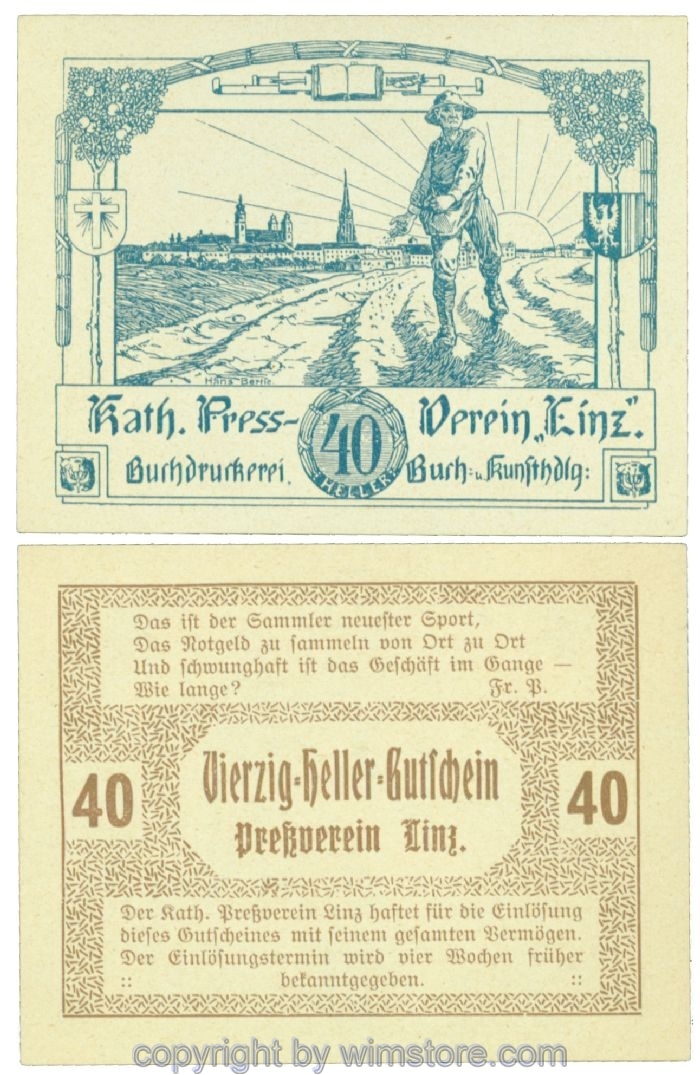 Hans Bertle
Kath. Press- Verein „Linz".
40
HELLER
Buchdruckerei. Buch- u. Kunsthdlg:
Das ist der Sammler neuester Sport,
Das Notgeld zu sammeln von Ort zu Ort
Und schwunghaft ist das Geschäft im Gange —
Wie lange? Fr. P.
Vierzig-Heller-Gutschein
40 40
Preßverein Linz.
Der Kath. Preßverein Linz haftet für die Einlösung
dieses Gutscheines mit seinem gesamten Vermögen.
Der Einlösungstermin wird vier Wochen früher
:: bekanntgegeben. ::
copyright by wimstore.com